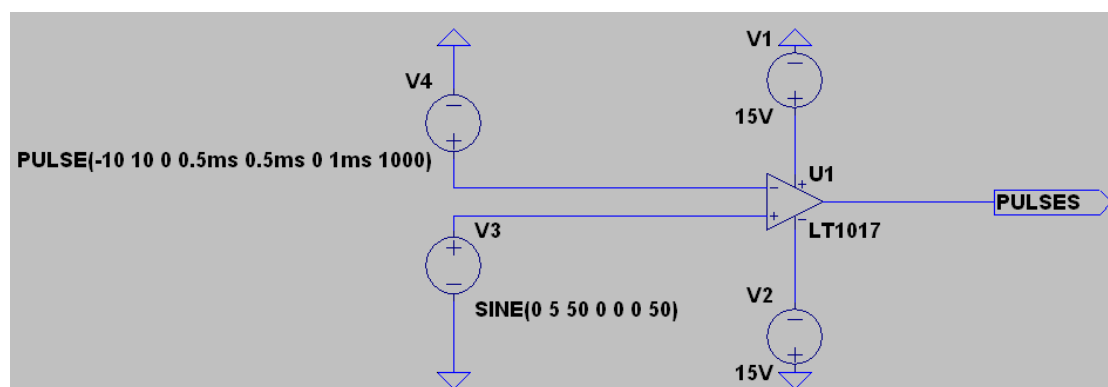 V1
V4
15V
PULSE(-10 10 0 0.5ms 0.5ms 0 1ms 1000)
U1
PULSES
V3
LT1017
V2
SINE(0 5 50 0 0 0 50)
15V